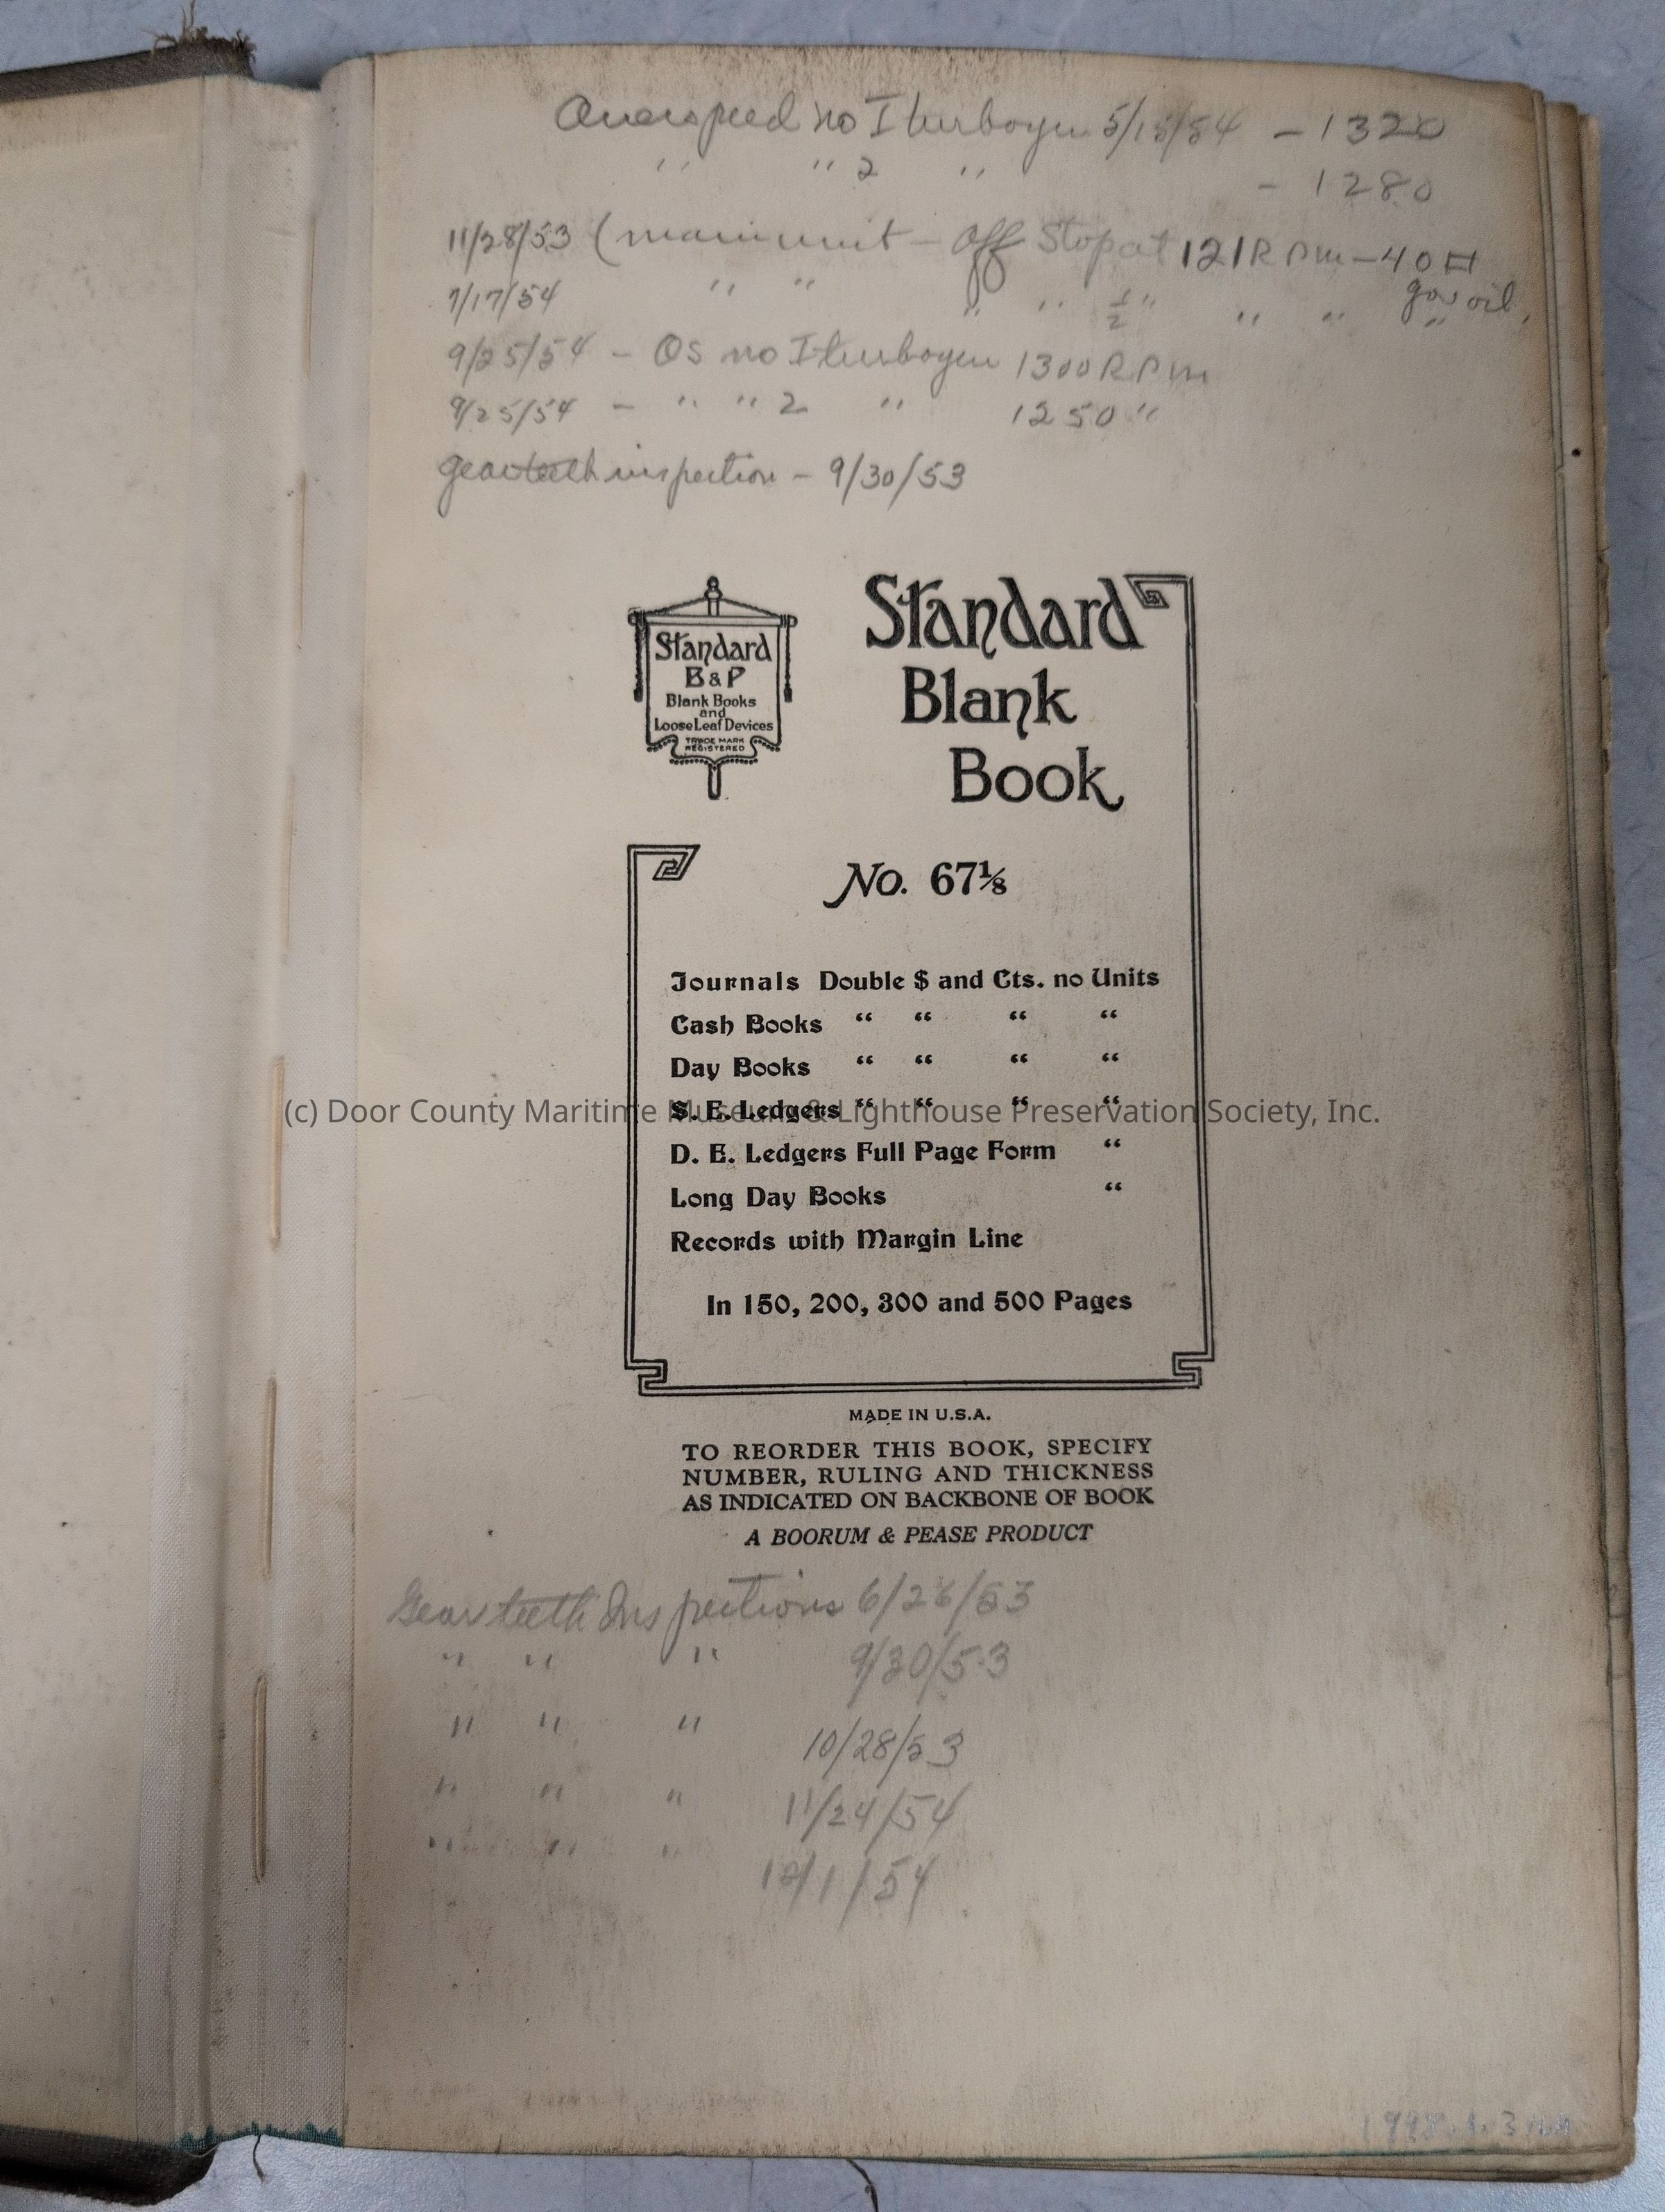 Overspeed no I turbogen 5/15/54 - 1320
" " 2 " - 1280
11/28/53 (main unit - off Stop at 121 RPM - 40 #
gov oil
7/17/54 " " " " 1/2 " " " "
9/25/54 - OS no I turbogen 1300 RPM
9/25/54 - " " 2 " 1250 "
gear teeth inspection - 9/30/53
Standard
B & P
Blank Books
and
Loose Leaf Devices
TRADE MARK
REGISTERED
Standard
Blank
Book
No. 67⅛
Journals Double $ and Cts. no Units
Cash Books “ “ “ “
Day Books “ “ “ “
S. E. Ledgers “ “ “ “
(c) Door County Maritime Museum & Lighthouse Preservation Society, Inc.
D. E. Ledgers Full Page Form “
Long Day Books “
Records with Margin Line
In 150, 200, 300 and 500 Pages
MADE IN U.S.A.
TO REORDER THIS BOOK, SPECIFY
NUMBER, RULING AND THICKNESS
AS INDICATED ON BACKBONE OF BOOK
A BOORUM & PEASE PRODUCT
Gear teeth Inspections 6/26/53
" " " 9/30/53
" " " 10/28/53
" " " 11/24/54
" " " /1/54